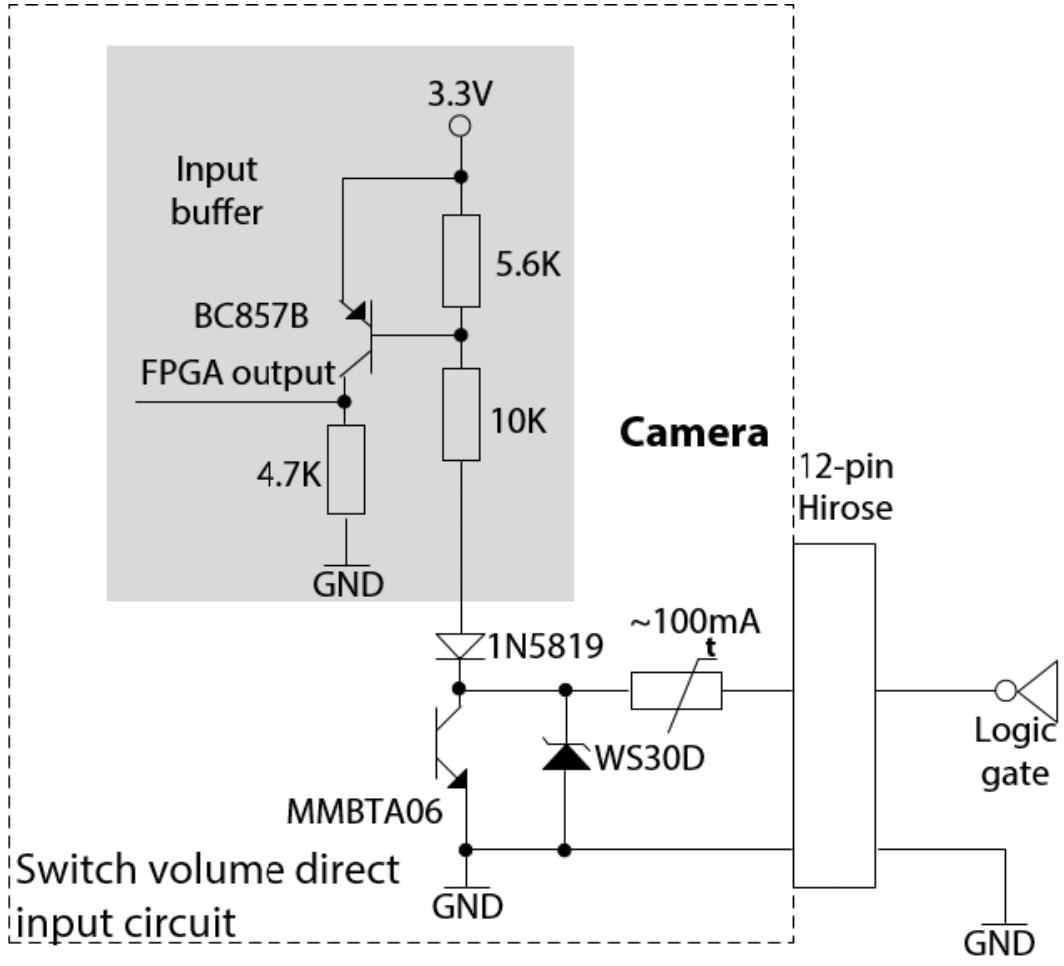 3.3V
Input
buffer
5.6K
BC857B
FPGA output
10K
Camera
4.7K
12-pin
Hirose
GND
~100mA
t
1N5819
Logic
gate
WS30D
MMBTA06
Switch volume direct
input circuit
GND
GND